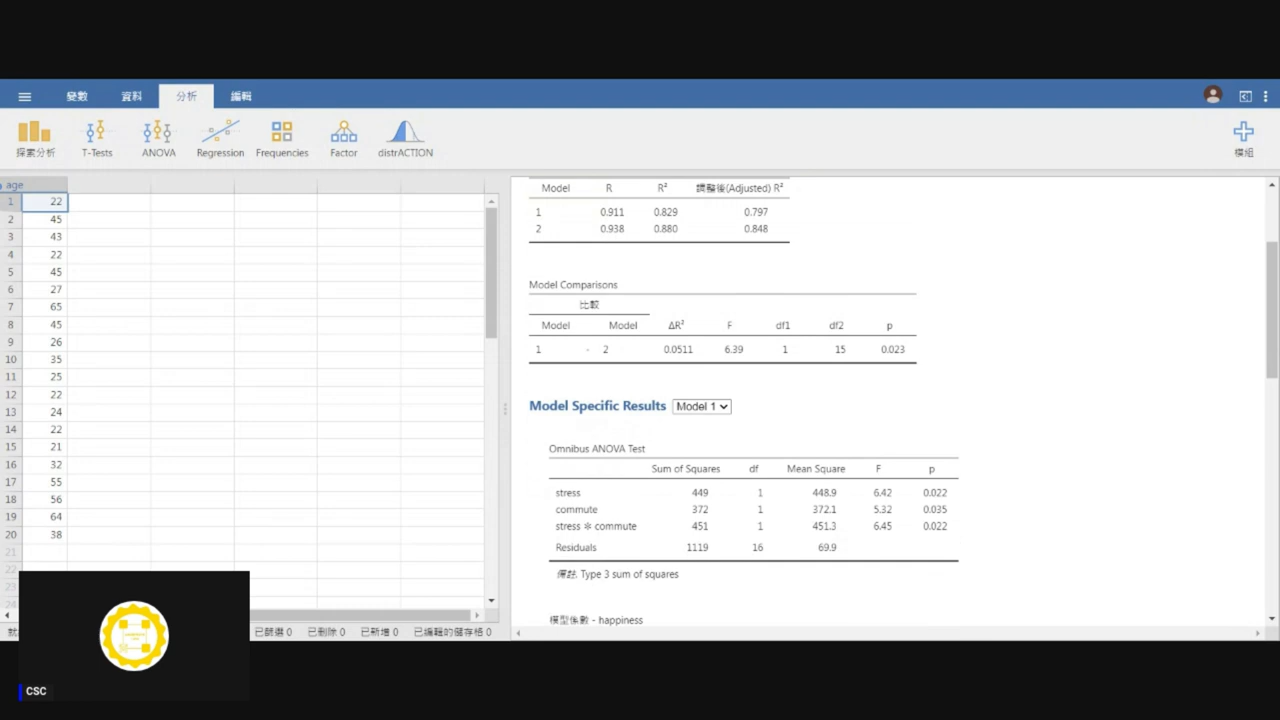 變數 資料 分析 編輯
探索分析 T-Tests ANOVA Regression Frequencies Factor distrACTION 模組
age
1 22
2 45
3 43
4 22
5 45
6 27
7 65
8 45
9 26
10 35
11 25
12 22
13 24
14 22
15 21
16 32
17 55
18 56
19 64
20 38
21
22
23
24
已篩選 0 已刪除 0 已新增 0 已編輯的儲存格 0
Model R R² 調整後(Adjusted) R²
1 0.911 0.829 0.797
2 0.938 0.880 0.848
Model Comparisons
比較
Model Model ΔR² F df1 df2 p
1 - 2 0.0511 6.39 1 15 0.023
Model Specific Results Model 1
Omnibus ANOVA Test
Sum of Squares df Mean Square F p
stress 449 1 448.9 6.42 0.022
commute 372 1 372.1 5.32 0.035
stress ✻ commute 451 1 451.3 6.45 0.022
Residuals 1119 16 69.9
備註. Type 3 sum of squares
模型係數 - happiness
CSC